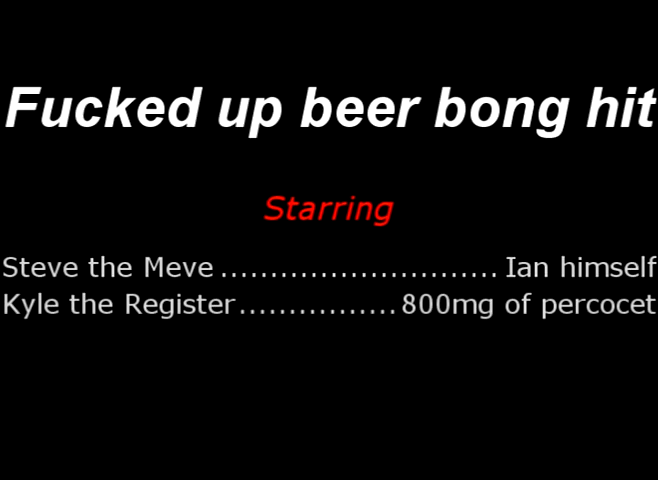 Fucked up beer bong hit
Starring
Steve the Meve ............................ Ian himself
Kyle the Register ................ 800mg of percocet